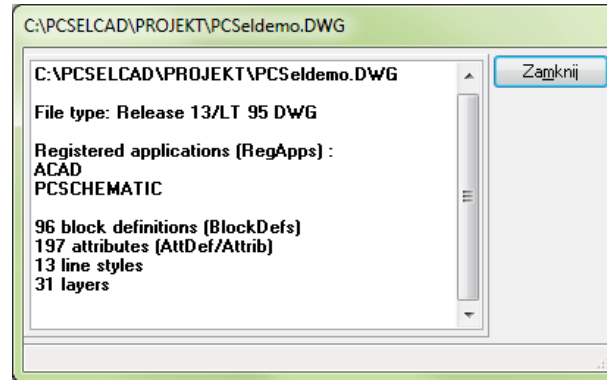 C:\PCSELCAD\PROJEKT\PCSeldemo.DWG
C:\PCSELCAD\PROJEKT\PCSeldemo.DWG
Zamknij
File type: Release 13/LT 95 DWG
Registered applications (RegApps) :
ACAD
PCSCHEMATIC
96 block definitions (BlockDefs)
197 attributes (AttDef/Attrib)
13 line styles
31 layers